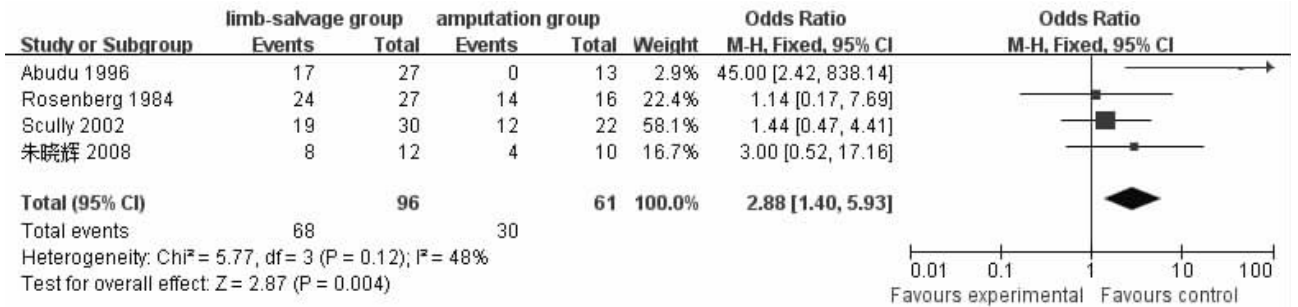 limb-salvage group amputation group Odds Ratio Odds Ratio
Study or Subgroup Events Total Events Total Weight M-H, Fixed, 95% CI M-H, Fixed, 95% CI
Abudu 1996 17 27 0 13 2.9% 45.00 [2.42, 838.14]
Rosenberg 1984 24 27 14 16 22.4% 1.14 [0.17, 7.69]
Scully 2002 19 30 12 22 58.1% 1.44 [0.47, 4.41]
朱晓辉 2008 8 12 4 10 16.7% 3.00 [0.52, 17.16]
Total (95% CI) 96 61 100.0% 2.88 [1.40, 5.93]
Total events 68 30
Heterogeneity: Chi² = 5.77, df = 3 (P = 0.12); I² = 48%
Test for overall effect: Z = 2.87 (P = 0.004)
0.01 0.1 1 10 100
Favours experimental Favours control